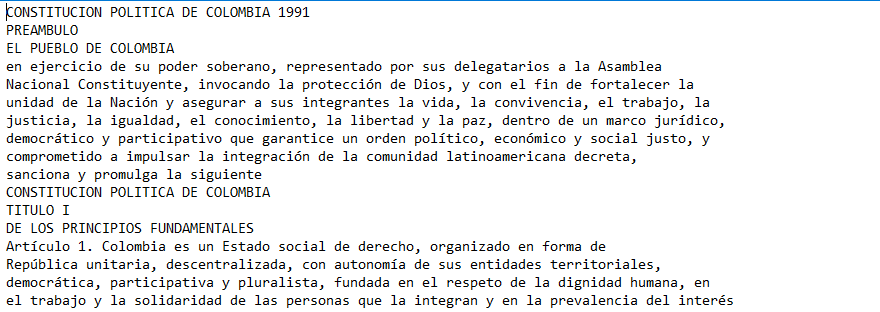 CONSTITUCION POLITICA DE COLOMBIA 1991
PREAMBULO
EL PUEBLO DE COLOMBIA
en ejercicio de su poder soberano, representado por sus delegatarios a la Asamblea
Nacional Constituyente, invocando la protección de Dios, y con el fin de fortalecer la
unidad de la Nación y asegurar a sus integrantes la vida, la convivencia, el trabajo, la
justicia, la igualdad, el conocimiento, la libertad y la paz, dentro de un marco jurídico,
democrático y participativo que garantice un orden político, económico y social justo, y
comprometido a impulsar la integración de la comunidad latinoamericana decreta,
sanciona y promulga la siguiente
CONSTITUCION POLITICA DE COLOMBIA
TITULO I
DE LOS PRINCIPIOS FUNDAMENTALES
Artículo 1. Colombia es un Estado social de derecho, organizado en forma de
República unitaria, descentralizada, con autonomía de sus entidades territoriales,
democrática, participativa y pluralista, fundada en el respeto de la dignidad humana, en
el trabajo y la solidaridad de las personas que la integran y en la prevalencia del interés